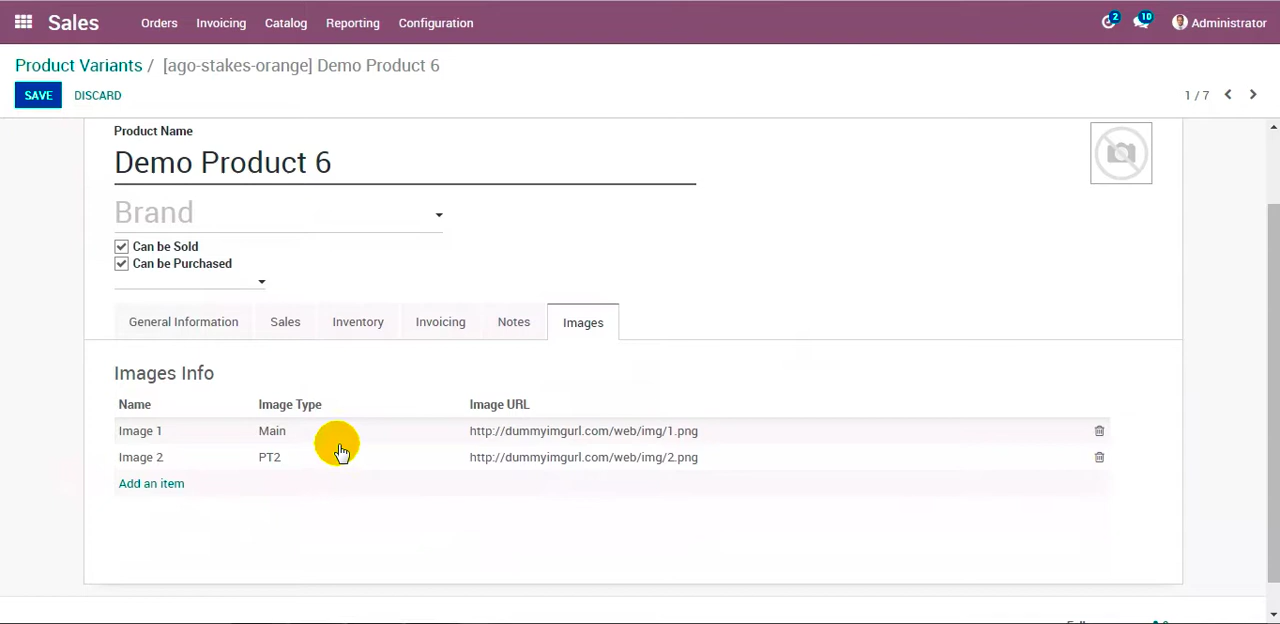 Sales Orders Invoicing Catalog Reporting Configuration 2 10 Administrator
Product Variants / [ago-stakes-orange] Demo Product 6
SAVE DISCARD 1 / 7
Product Name
Demo Product 6
Brand
Can be Sold
Can be Purchased
General Information Sales Inventory Invoicing Notes Images
Images Info
Name Image Type Image URL
Image 1 Main http://dummyimgurl.com/web/img/1.png
Image 2 PT2 http://dummyimgurl.com/web/img/2.png
Add an item